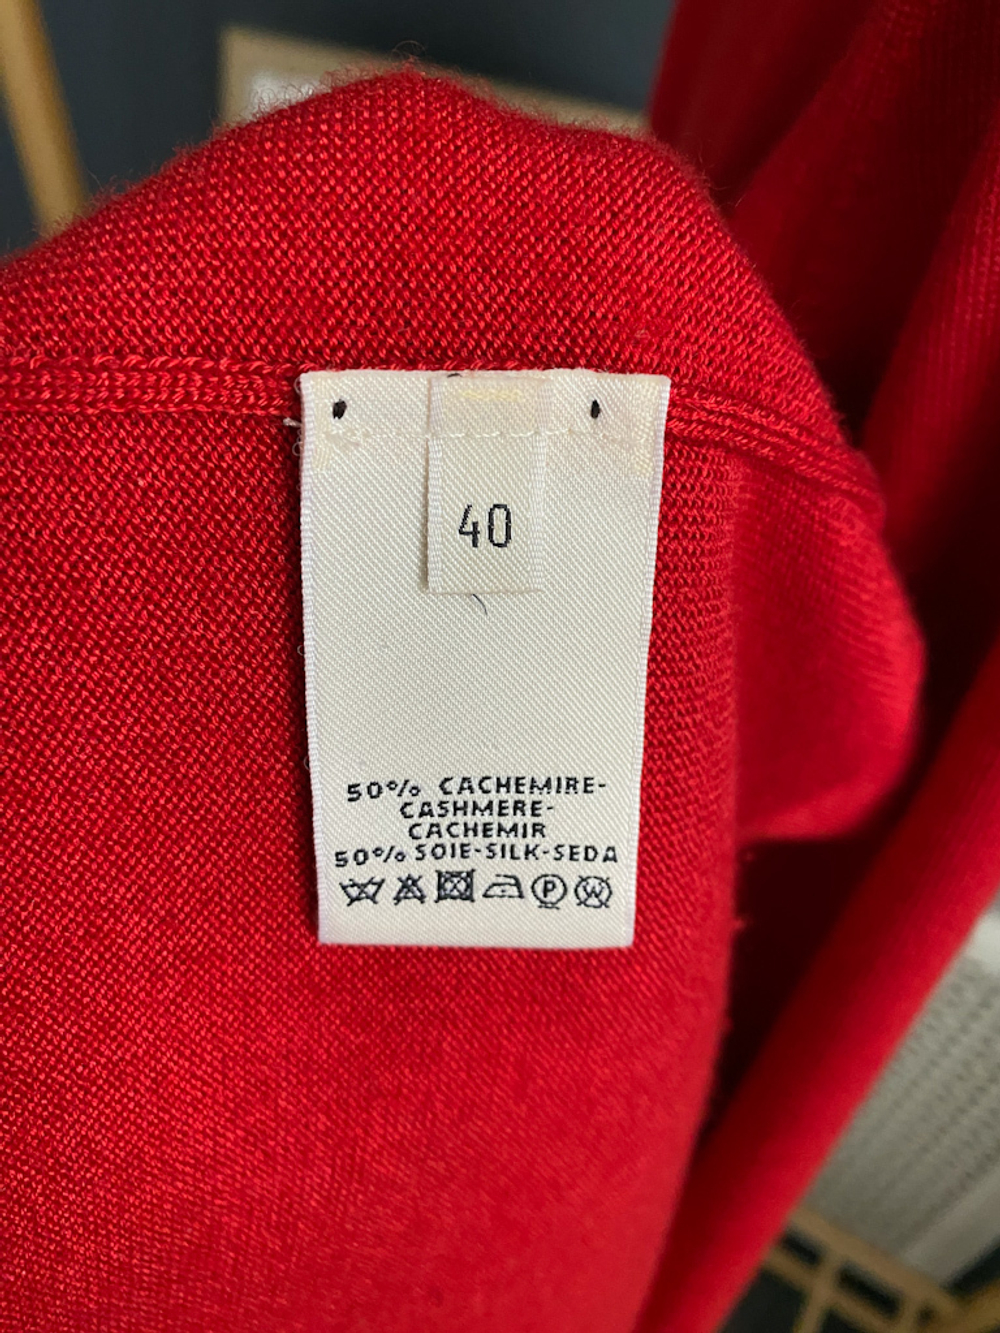 40
50% CACHEMIRE-
CASHMERE-
CACHEMIR
50% SOIE-SILK-SEDA
P W